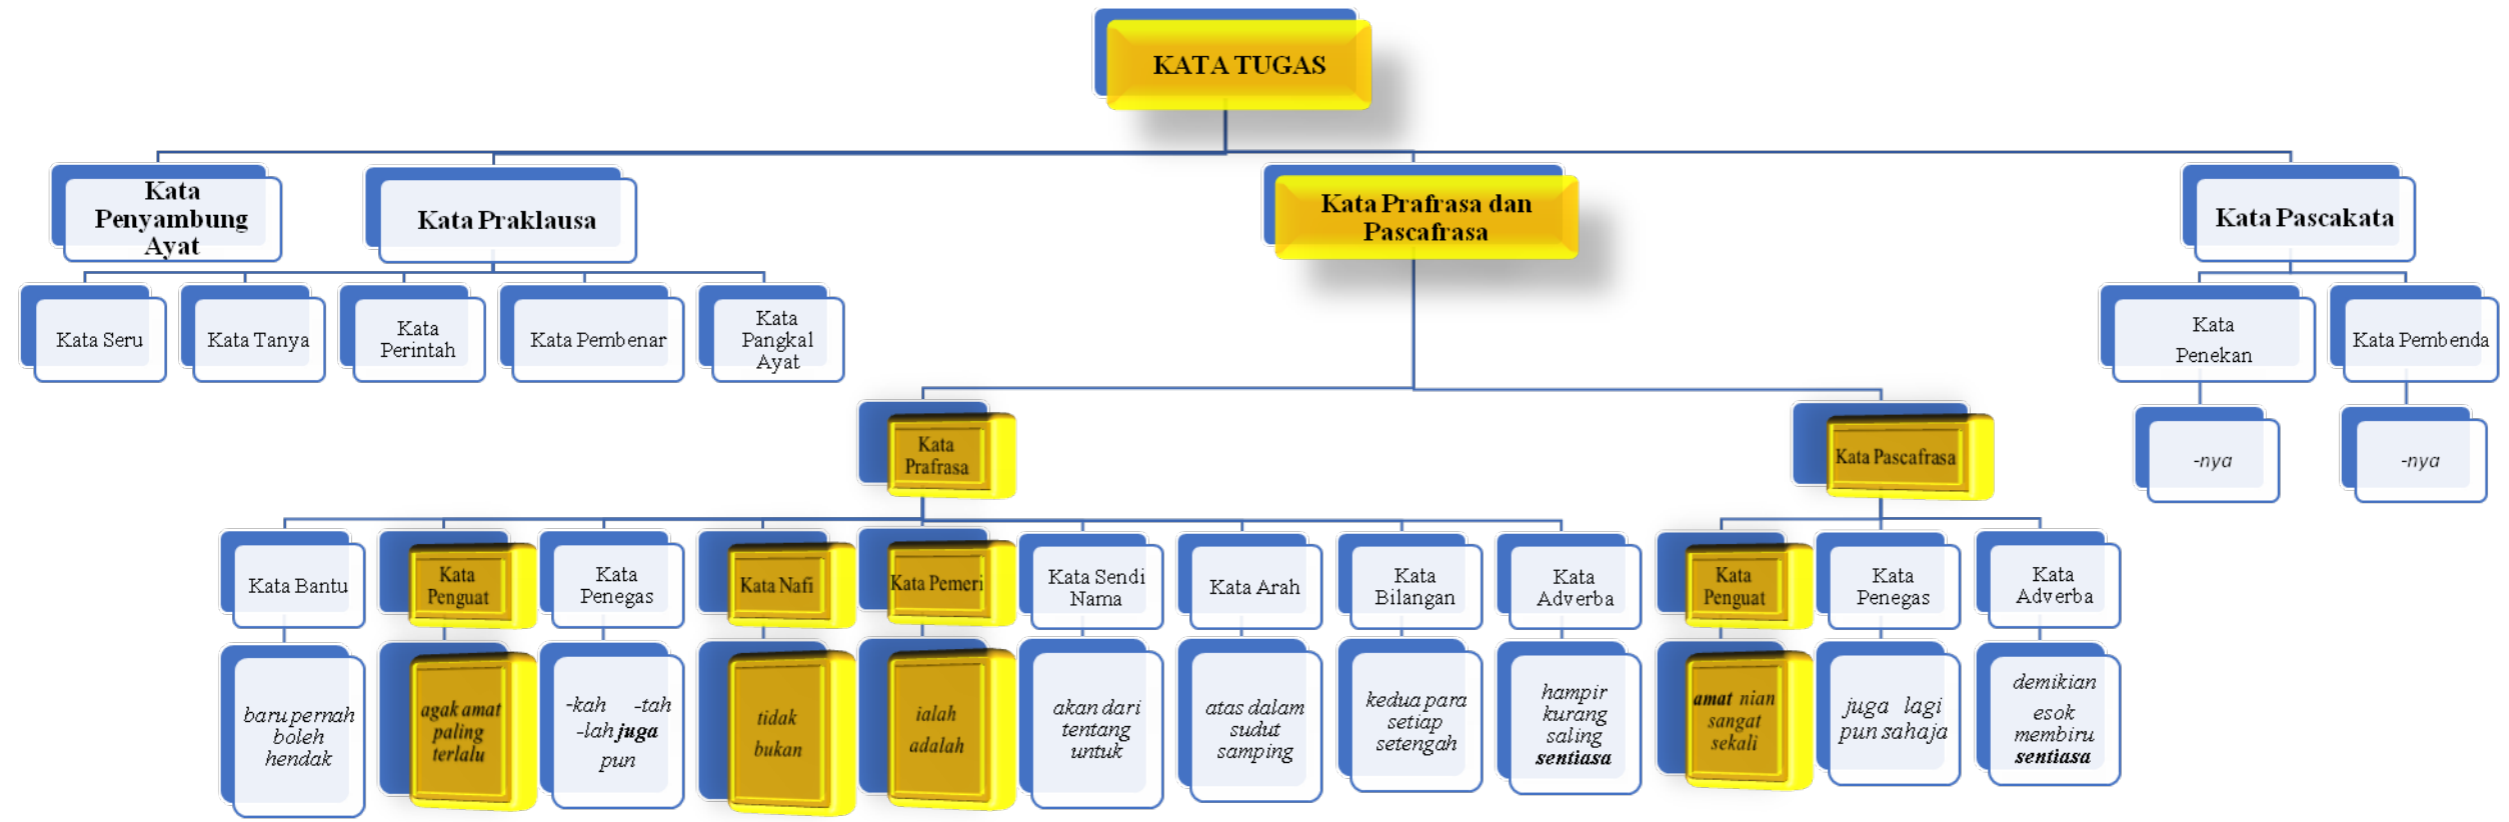 KATA TUGAS
Kata
Penyambung
Ayat
Kata Praklausa
Kata Prafrasa dan
Pascafrasa
Kata Pascakata
Kata Seru
Kata Tanya
Kata
Perintah
Kata Pembenar
Kata
Pangkal
Ayat
Kata
Penekan
Kata Pembenda
-nya
-nya
Kata
Prafrasa
Kata Pascafrasa
Kata Bantu
Kata
Penguat
Kata
Penegas
Kata Nafi
Kata Pemeri
Kata Sendi
Nama
Kata Arah
Kata
Bilangan
Kata
Adverba
Kata
Penguat
Kata
Penegas
Kata
Adverba
baru pernah
boleh
hendak
agak amat
paling
terlalu
-kah -tah
-lah juga
pun
tidak
bukan
ialah
adalah
akan dari
tentang
untuk
atas dalam
sudut
samping
kedua para
setiap
setengah
hampir
kurang
saling
sentiasa
amat nian
sangat
sekali
juga lagi
pun sahaja
demikian
esok
membiru
sentiasa